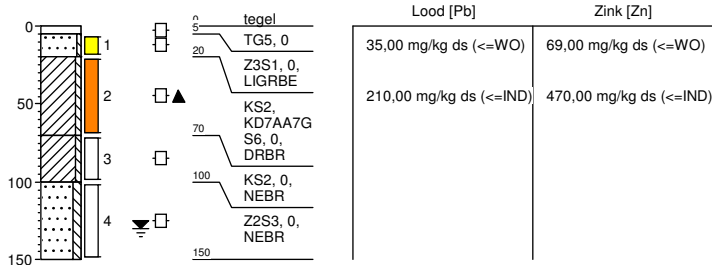 Lood [Pb] Zink [Zn]
0 0 tegel
5 TG5, 0
1 35,00 mg/kg ds (<=WO) 69,00 mg/kg ds (<=WO)
20 Z3S1, 0,
LIGRBE
2 210,00 mg/kg ds (<=IND) 470,00 mg/kg ds (<=IND)
50 KS2,
KD7AA7G
70 S6, 0,
DRBR
3
100 100 KS2, 0,
NEBR
4 Z2S3, 0,
NEBR
150 150